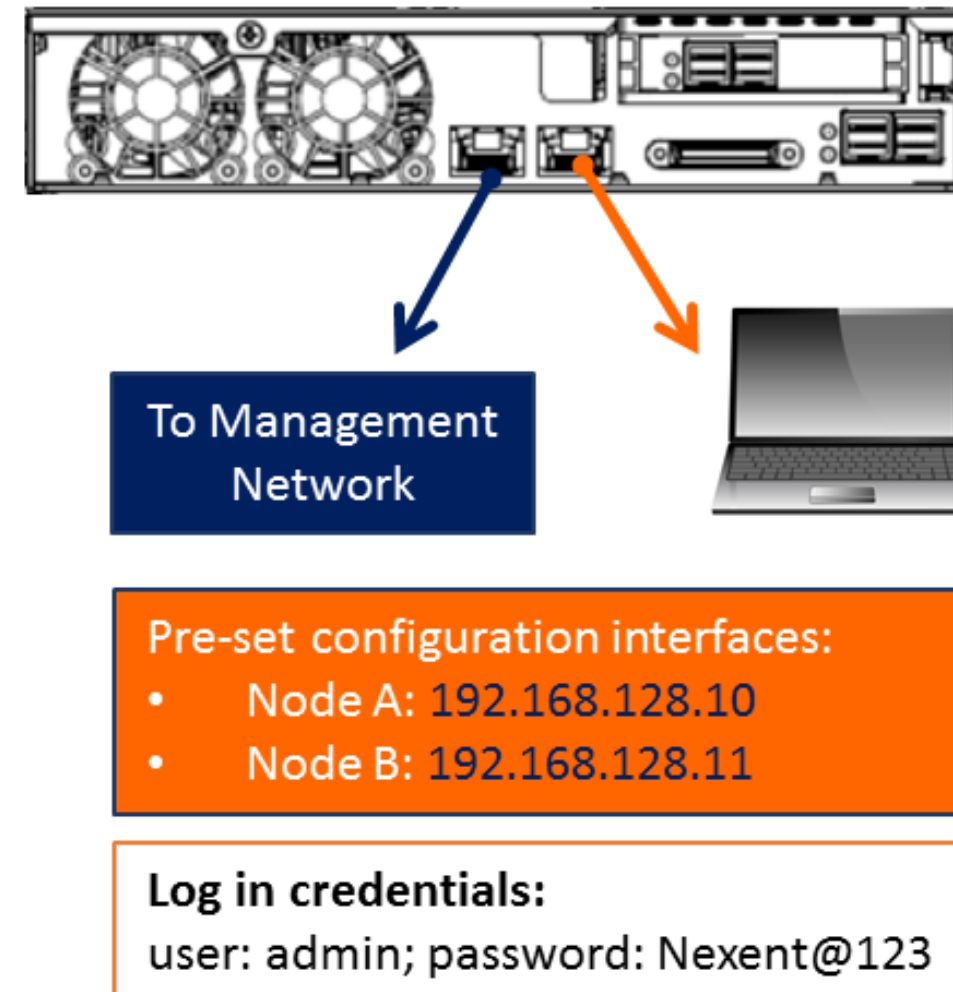 To Management
Network
Pre-set configuration interfaces:
• Node A: 192.168.128.10
• Node B: 192.168.128.11
Log in credentials:
user: admin; password: Nexent@123